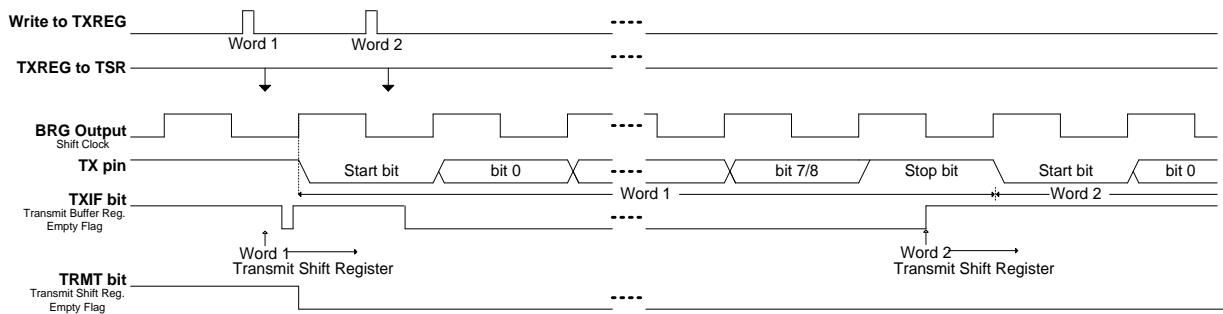 Write to TXREG
Word 1
Word 2
TXREG to TSR
BRG Output
Shift Clock
TX pin
Start bit
bit 0
bit 7/8
Stop bit
Start bit
bit 0
Word 1
Word 2
TXIF bit
Transmit Buffer Reg.
Empty Flag
Word 1
Transmit Shift Register
Word 2
Transmit Shift Register
TRMT bit
Transmit Shift Reg.
Empty Flag